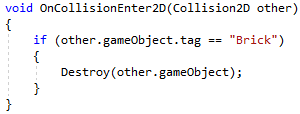 void OnCollisionEnter2D(Collision2D other)
{
    if (other.gameObject.tag == "Brick")
    {
        Destroy(other.gameObject);
    }
}